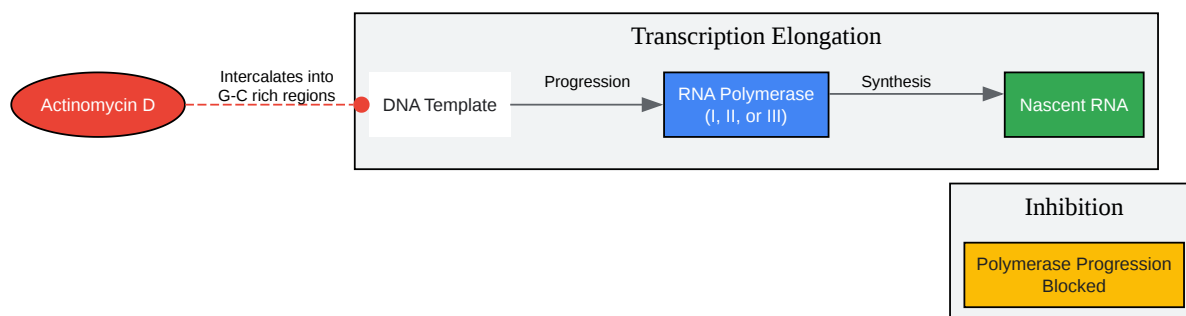 Transcription Elongation
Actinomycin D
Intercalates into
G-C rich regions
DNA Template
Progression
RNA Polymerase
(I, II, or III)
Synthesis
Nascent RNA
Inhibition
Polymerase Progression
Blocked